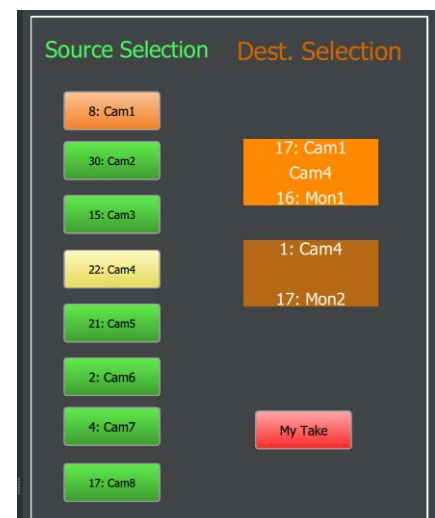 Source Selection
Dest. Selection
8: Cam1
30: Cam2
15: Cam3
22: Cam4
21: Cam5
2: Cam6
4: Cam7
17: Cam8
17: Cam1
Cam4
16: Mon1
1: Cam4
17: Mon2
My Take